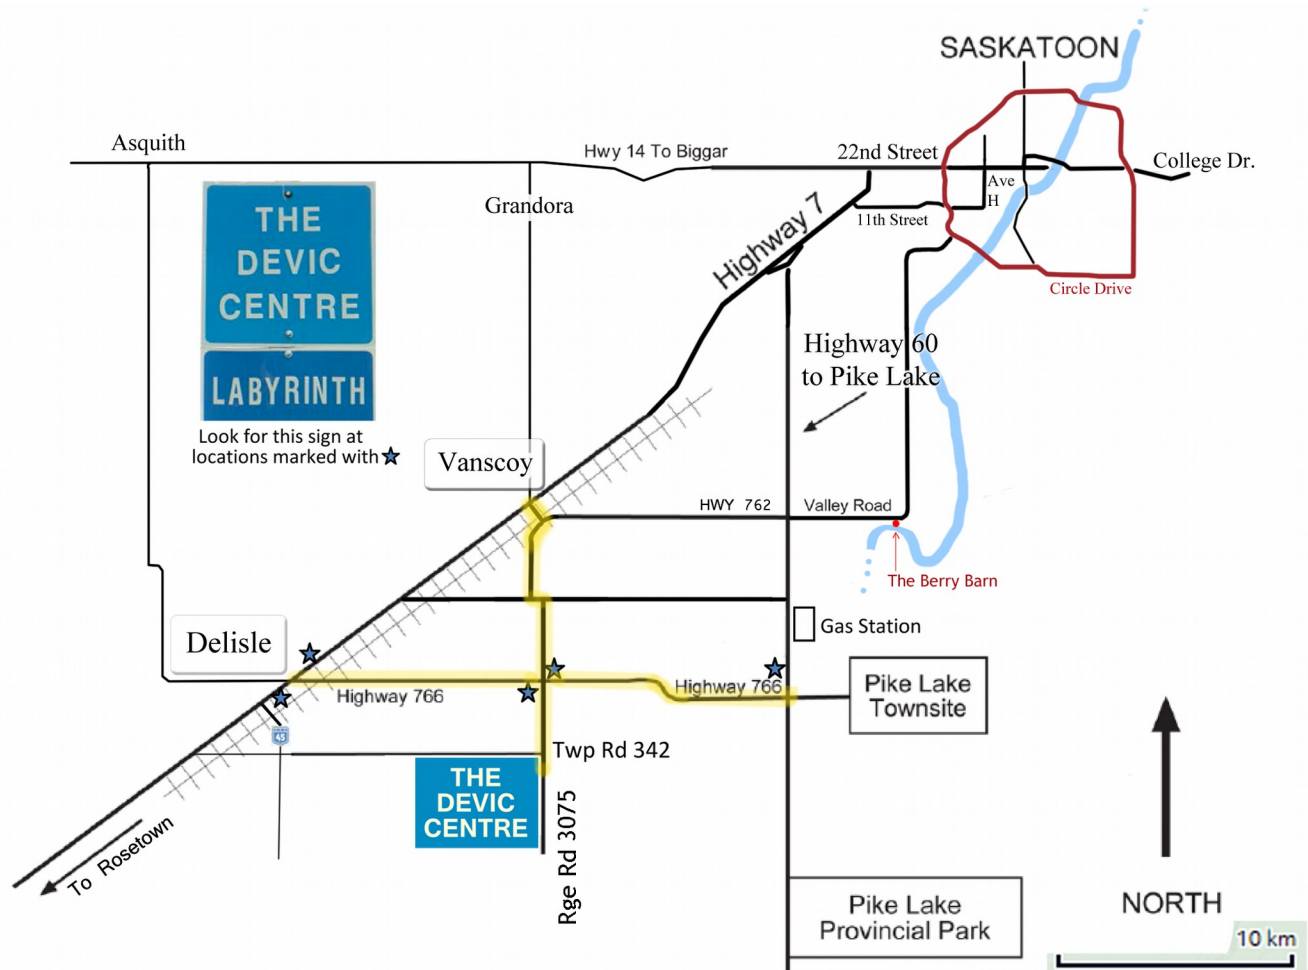 SASKATOON
Asquith
Hwy 14 To Biggar
22nd Street
College Dr.
Ave
H
Grandora
11th Street
Highway 7
Circle Drive
THE
DEVIC
CENTRE
LABYRINTH
Look for this sign at
locations marked with
Highway 60
to Pike Lake
Vanscoy
HWY 762
Valley Road
The Berry Barn
Gas Station
Delisle
Highway 766
Highway 766
Pike Lake
Townsite
45
Twp Rd 342
THE
DEVIC
CENTRE
Rge Rd 3075
To Rosetown
Pike Lake
Provincial Park
NORTH
10 km